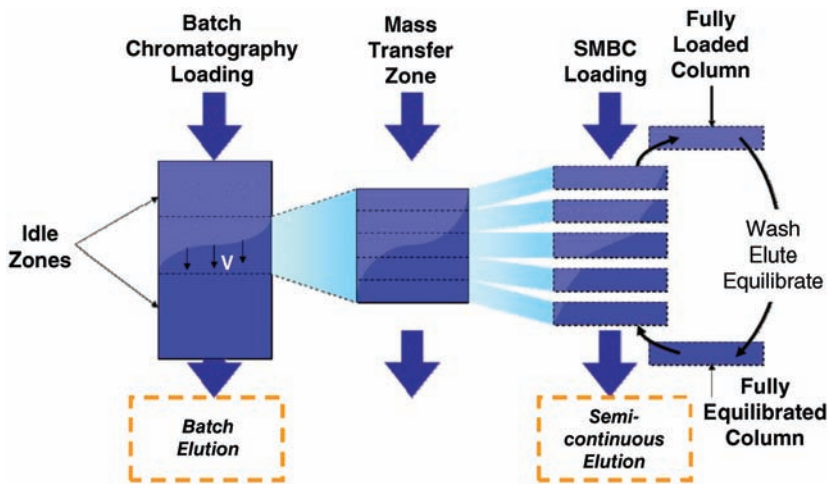 Batch
Chromatography
Loading
Mass
Transfer
Zone
SMBC
Loading
Fully
Loaded
Column
Idle
Zones
V
Wash
Elute
Equilibrate
Batch
Elution
Semi-
continuous
Elution
Fully
Equilibrated
Column